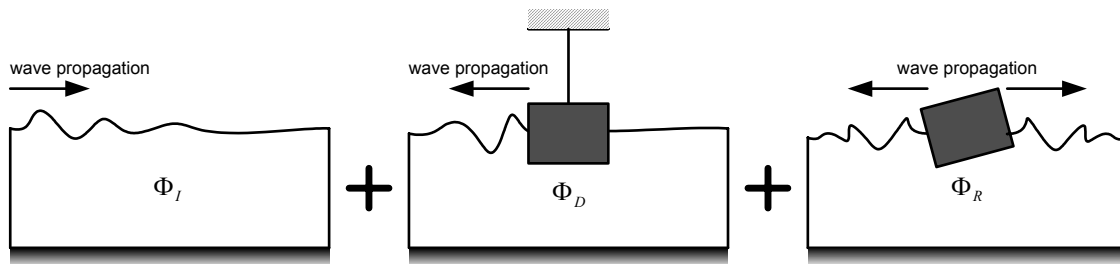 wave propagation
wave propagation
wave propagation
Φ_I
+
Φ_D
+
Φ_R